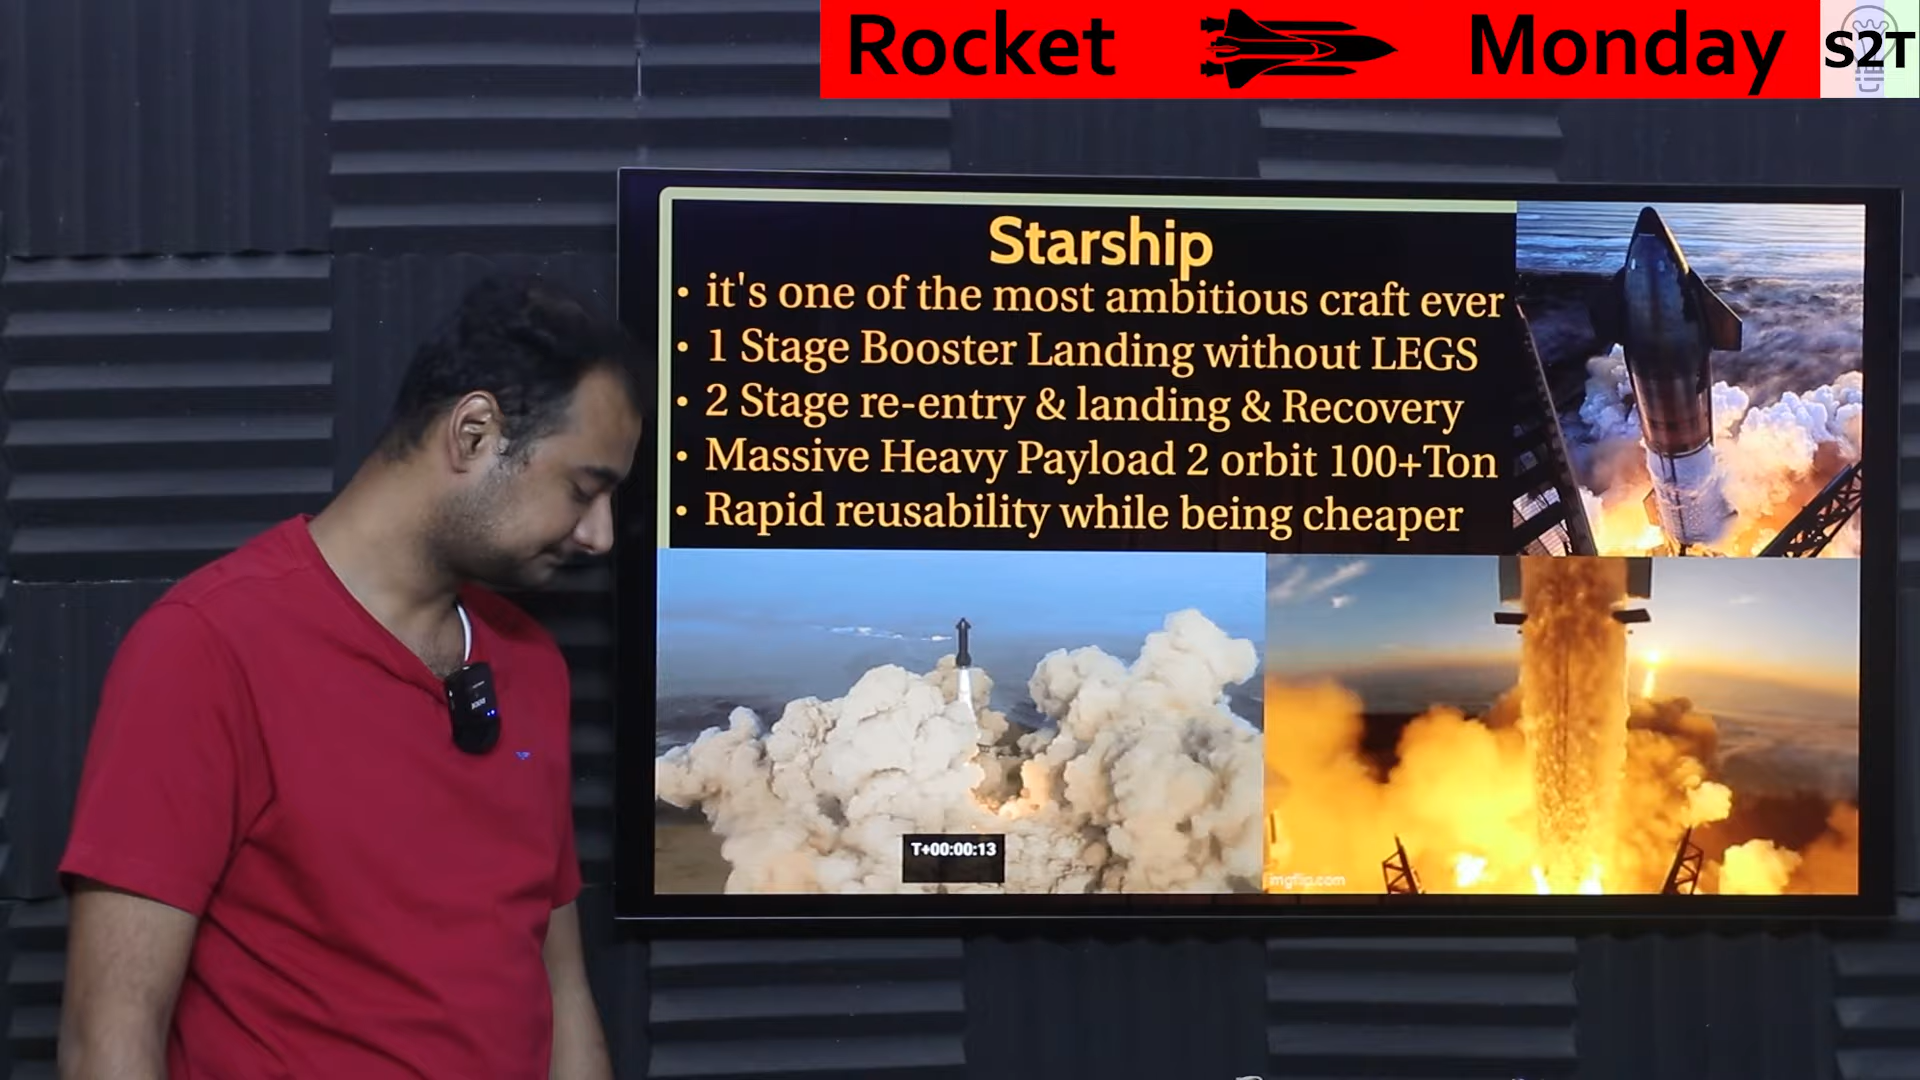 Rocket Monday S2T
Starship
• it's one of the most ambitious craft ever
• 1 Stage Booster Landing without LEGS
• 2 Stage re-entry & landing & Recovery
• Massive Heavy Payload 2 orbit 100+Ton
• Rapid reusability while being cheaper
T+00:00:13
imgflip.com